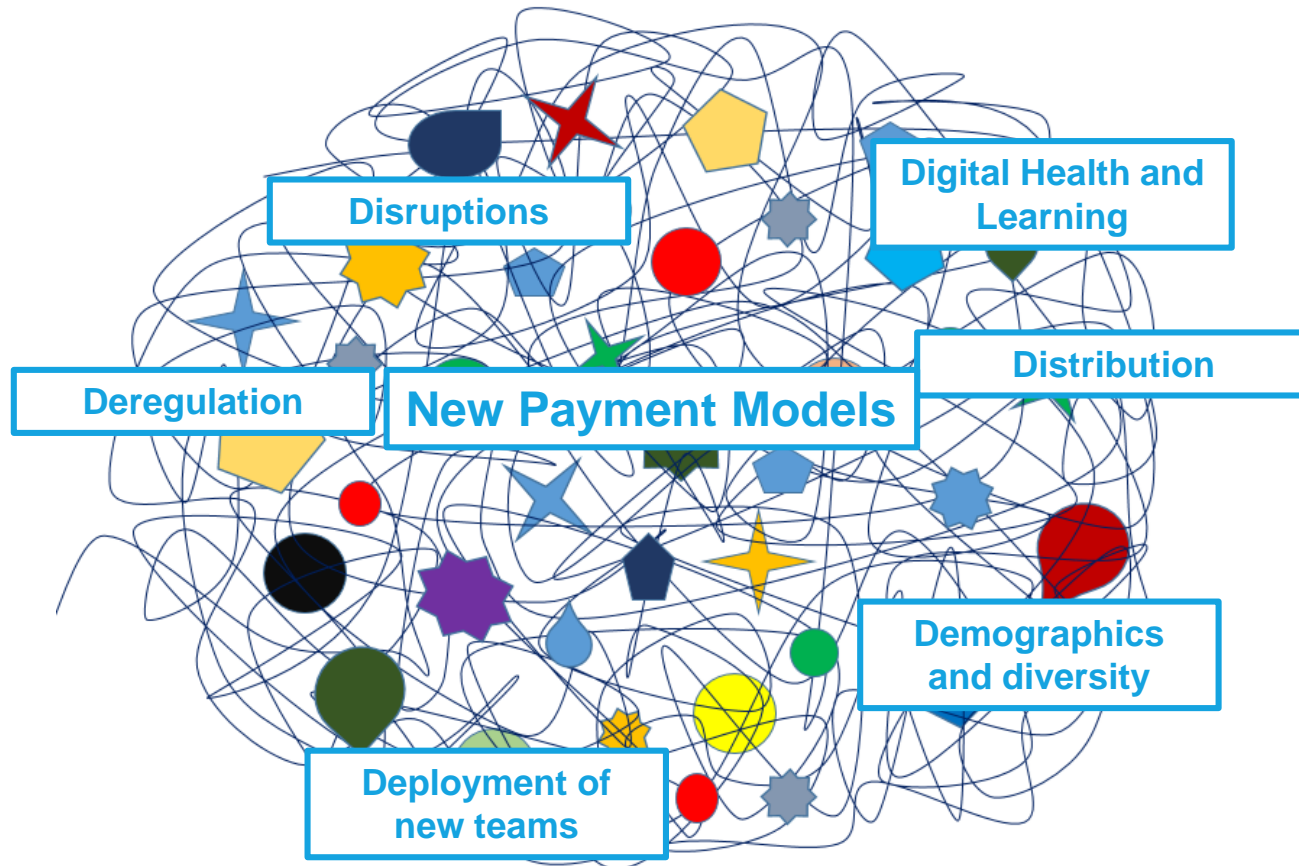 Disruptions
Digital Health and
Learning
Distribution
Deregulation
New Payment Models
Demographics
and diversity
Deployment of
new teams